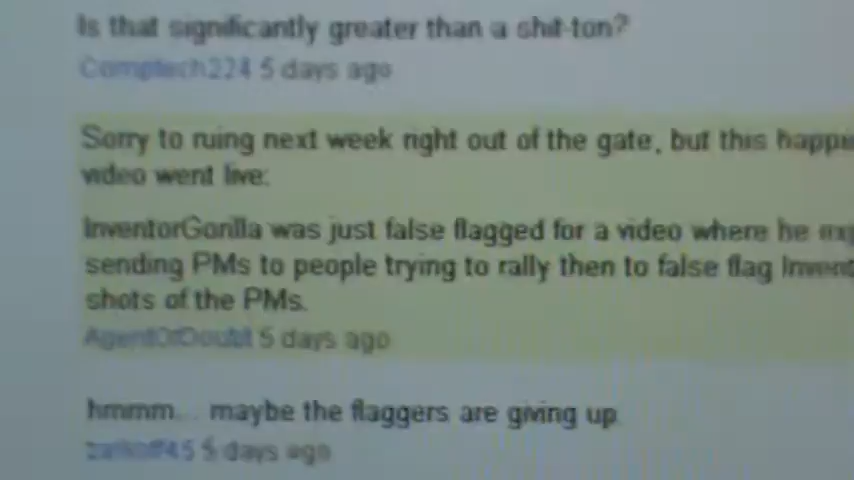 Is that significantly greater than a shit-ton?
Comptech224 5 days ago
Sorry to ruing next week right out of the gate, but this
video went live:
InventorGorilla was just false flagged for a video where he
sending PMs to people trying to rally then to false flag
shots of the PMs.
AgentOfDoubt 5 days ago
hmmm... maybe the flaggers are giving up.
5 days ago